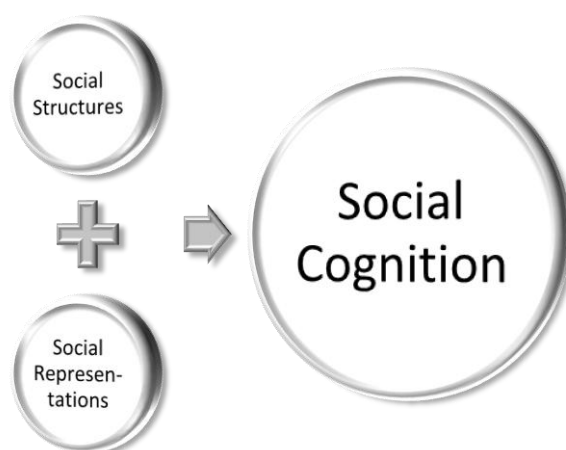 Social
Structures
Social
Represen-
tations
Social
Cognition